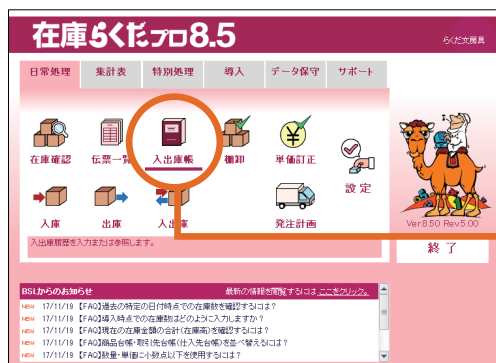 在庫らくだプロ8.5
らくだ文房具
日常処理 集計表 特別処理 導入 データ保守 サポート
在庫確認 伝票一覧 入出庫帳 棚卸 単価訂正
設定
入庫 出庫 入出庫 発注計画
Ver.8.50 Rev5.00
入出庫履歴を入力または参照します。
終了
BSLからのお知らせ 最新の情報を閲覧するには ここをクリック。
NEW 17/11/19 【FAQ】過去の特定の日付時点での在庫数を確認するには?
NEW 17/11/19 【FAQ】導入時点での在庫数はどのように入力しますか?
NEW 17/11/19 【FAQ】現在の在庫金額の合計(在庫高)を確認するには?
NEW 17/11/19 【FAQ】商品台帳・取引先台帳(仕入先台帳)を並べ替えるには?
NEW 17/11/19 【FAQ】数量・単価に小数点以下を使用するには?